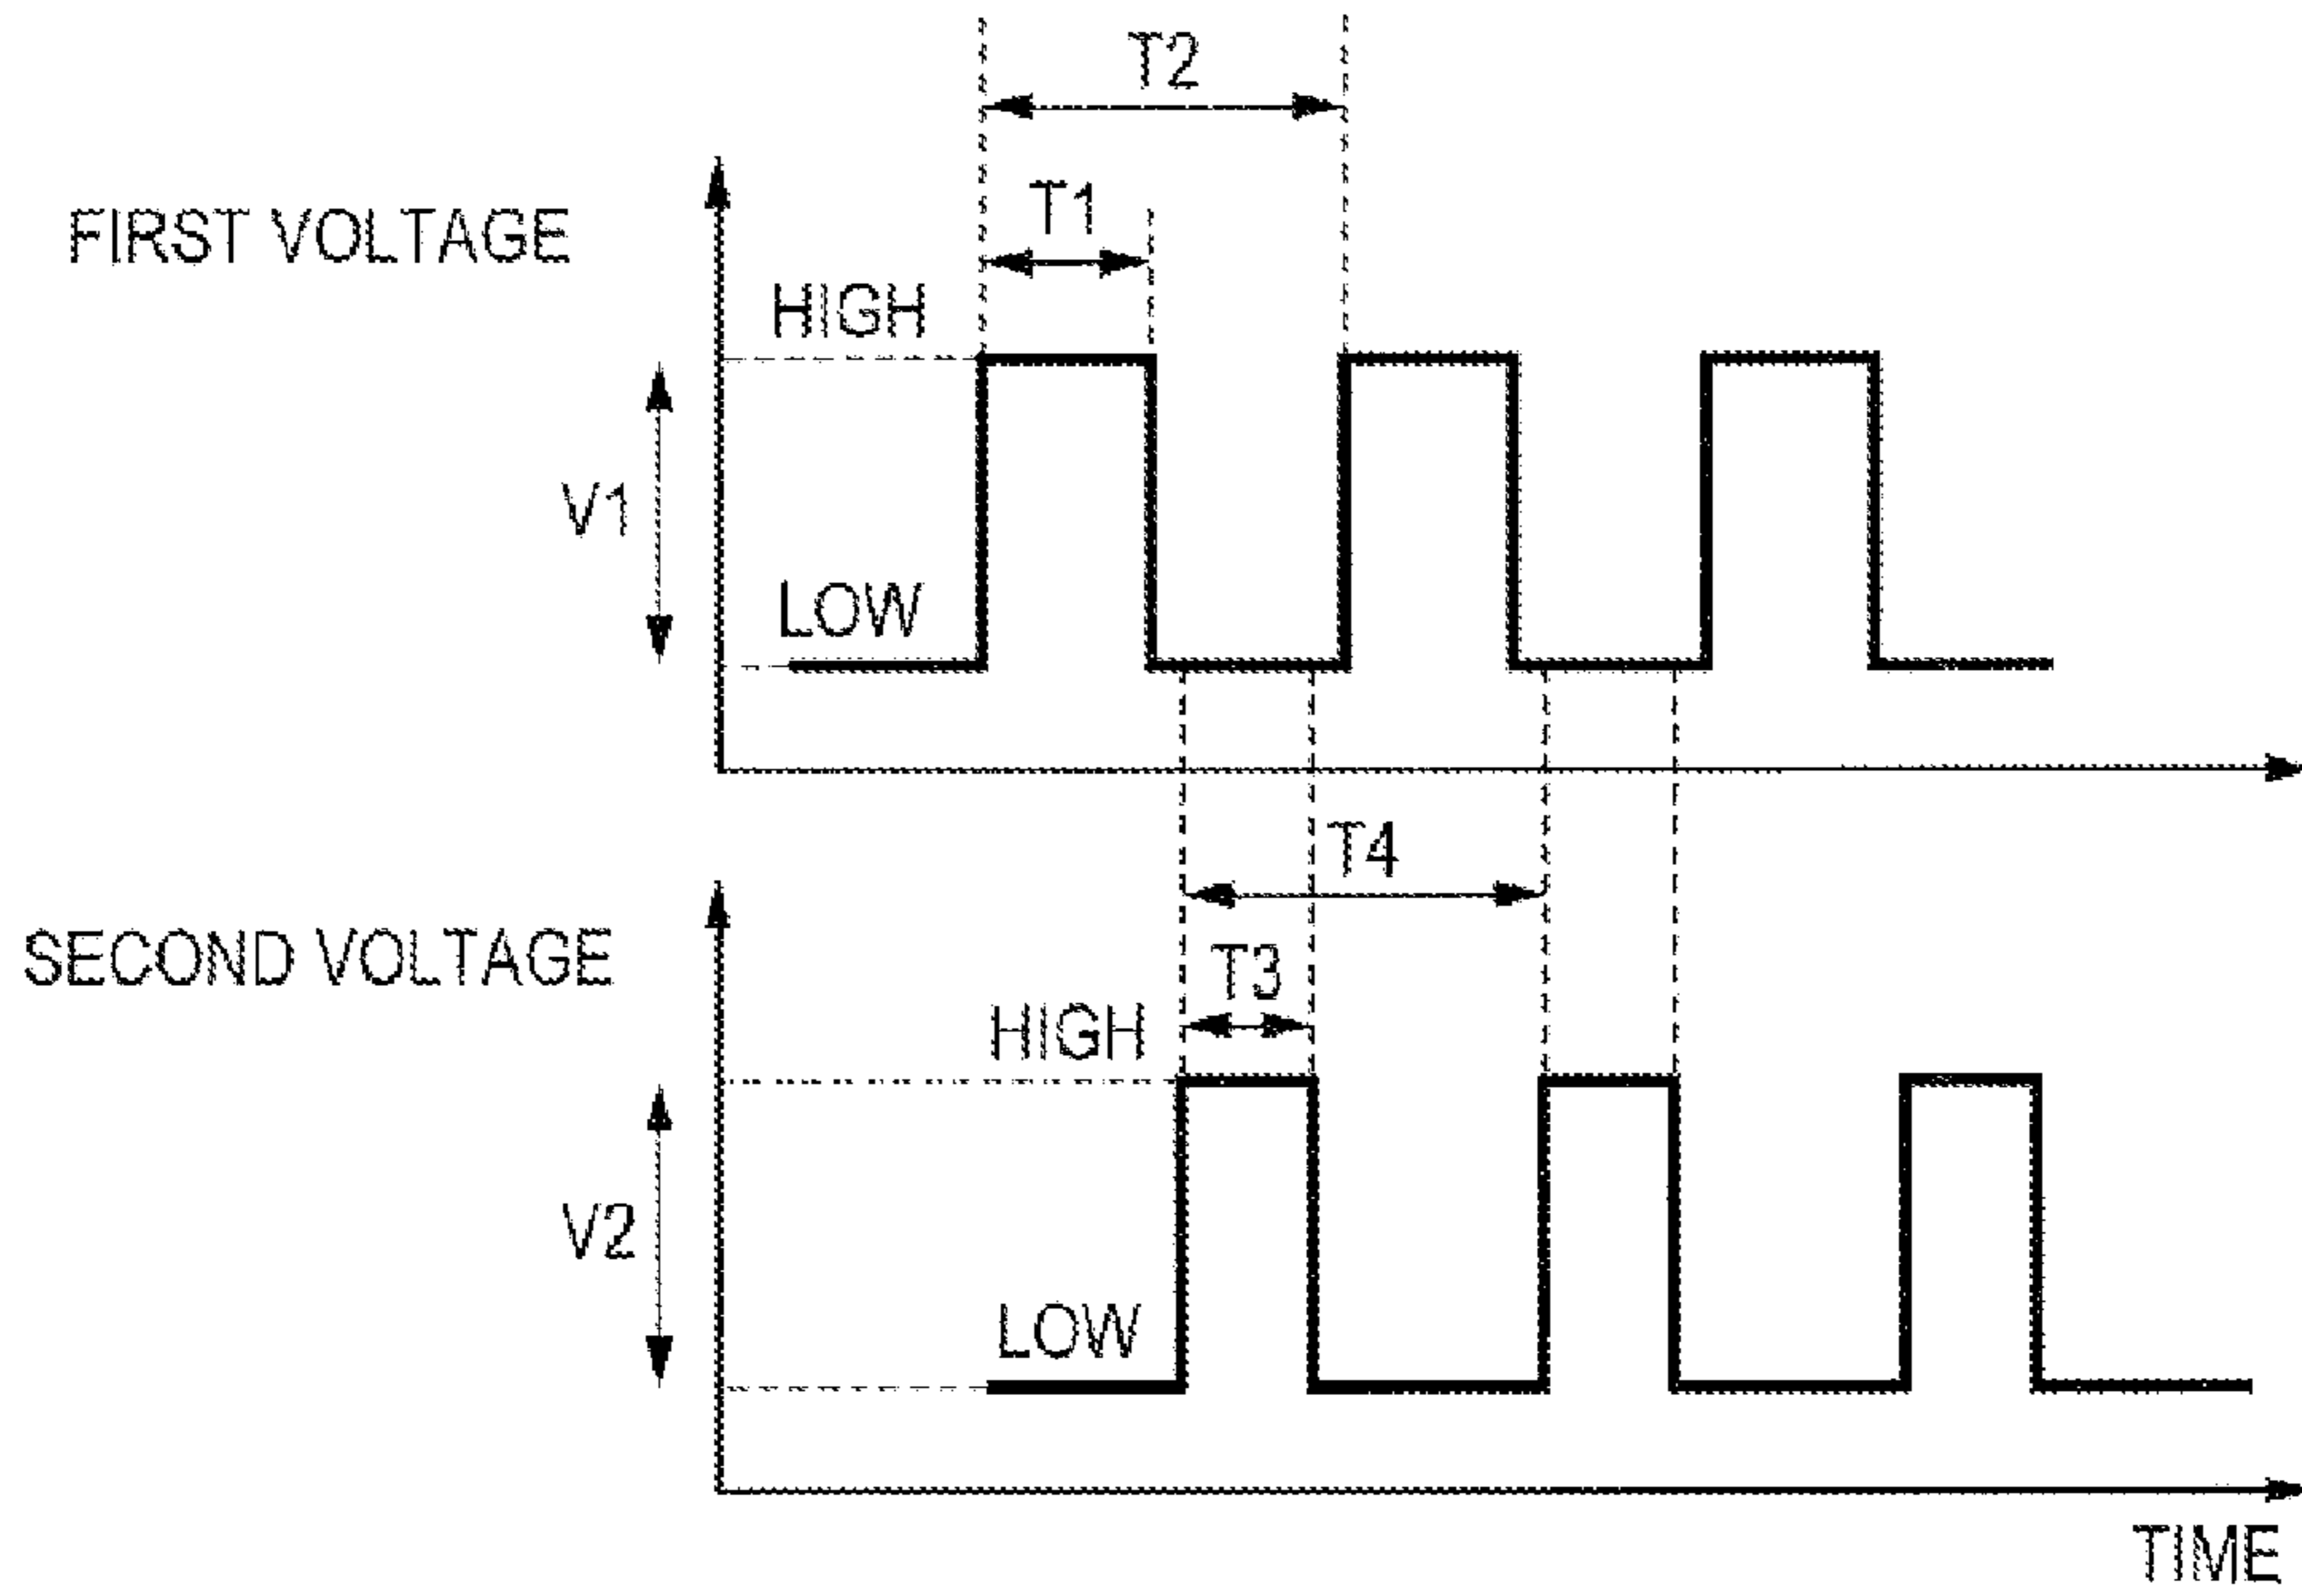 T2
T1
FIRST VOLTAGE
HIGH
V1
LOW
T4
SECOND VOLTAGE
T3
HIGH
V2
LOW
TIME